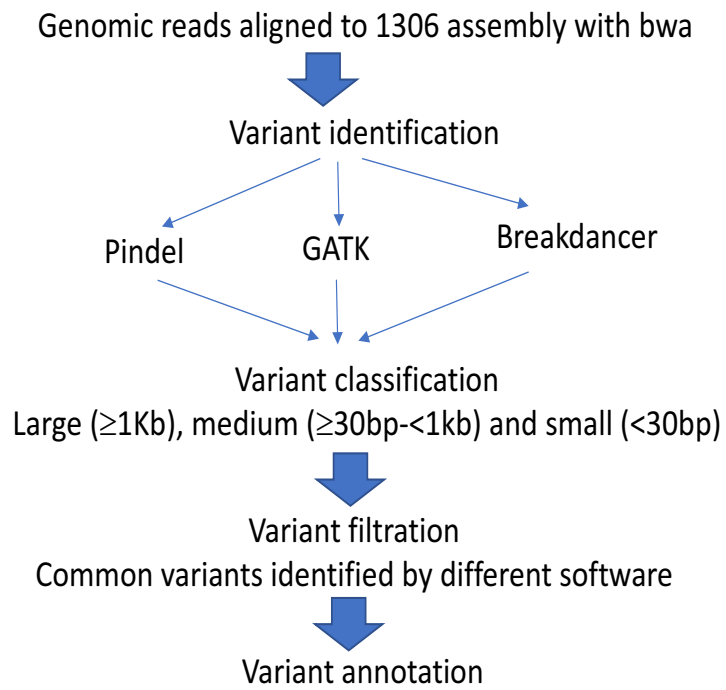 Genomic reads aligned to 1306 assembly with bwa
Variant identification
Pindel
GATK
Breakdancer
Variant classification
Large (≥1Kb), medium (≥30bp-<1kb) and small (<30bp)
Variant filtration
Common variants identified by different software
Variant annotation